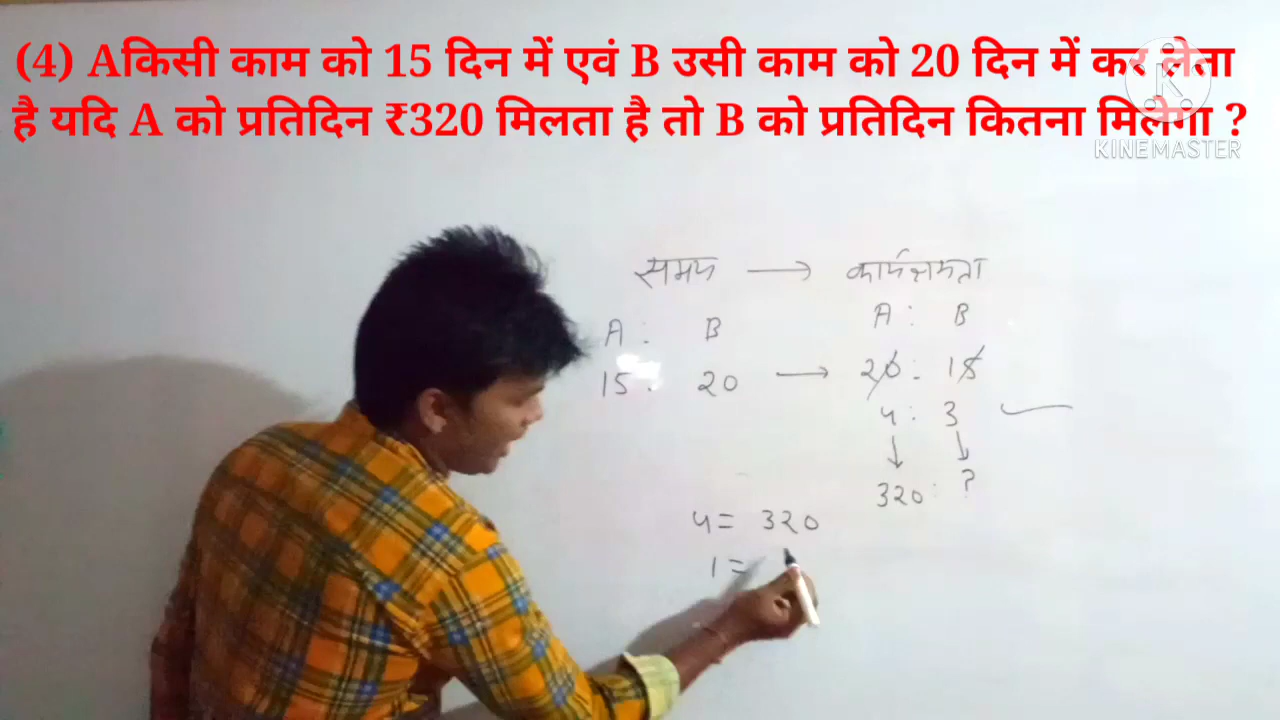 (4) Aकिसी काम को 15 दिन में एवं B उसी काम को 20 दिन में कर लेता
है यदि A को प्रतिदिन ₹320 मिलता है तो B को प्रतिदिन कितना मिलेगा ?
KINEMASTER
समय → कार्यक्षमता
A : B
A : B
15 : 20 → 20 : 15
4 : 3
320 : ?
4 = 320
1 =